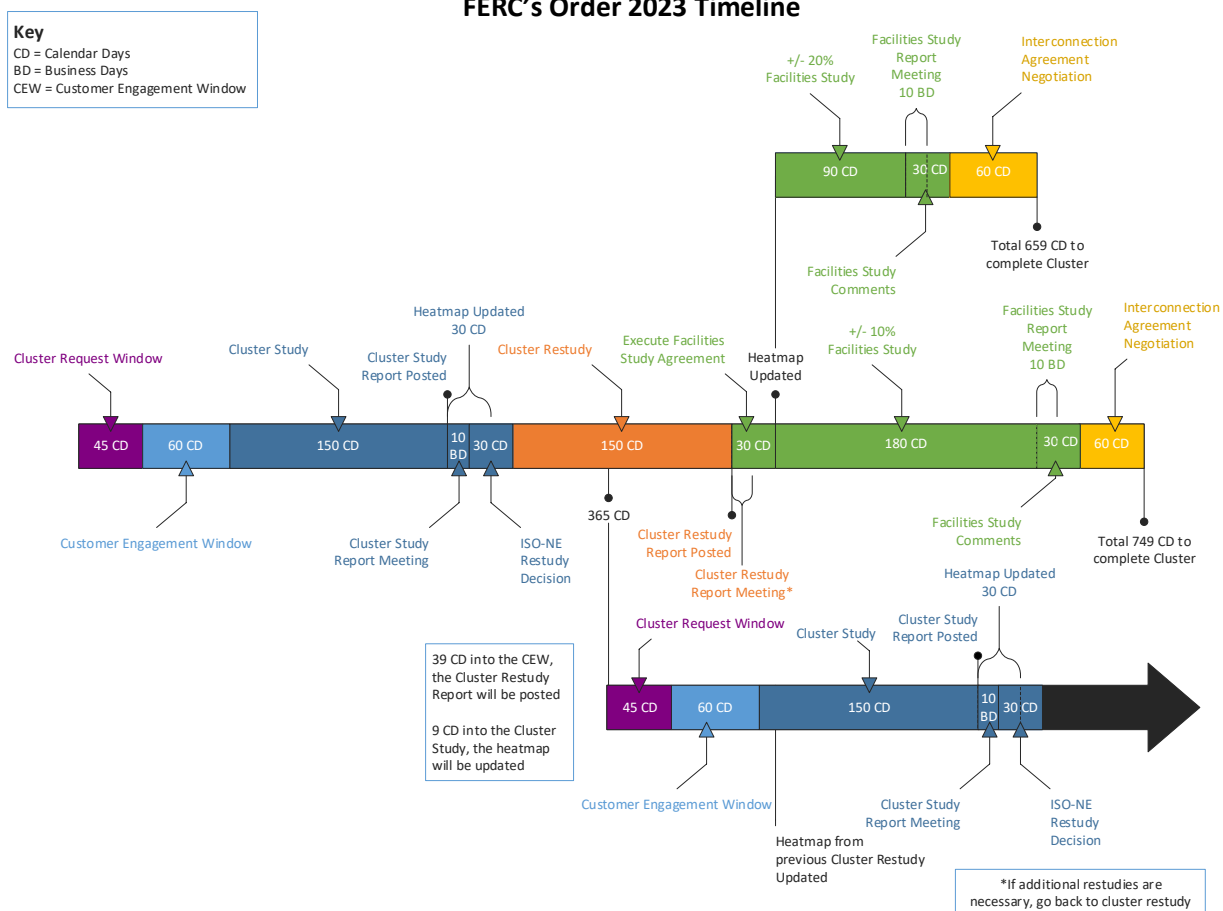 FERC's Order 2023 Timeline
Key
CD = Calendar Days
BD = Business Days
CEW = Customer Engagement Window
+/- 20%
Facilities Study
Facilities Study
Report
Meeting
10 BD
Interconnection
Agreement
Negotiation
90 CD
30 CD
60 CD
Total 659 CD to
complete Cluster
Facilities Study
Comments
Cluster Request Window
Cluster Study
Cluster Study
Report Posted
Heatmap Updated
30 CD
Cluster Restudy
Execute Facilities
Study Agreement
Heatmap
Updated
+/- 10%
Facilities Study
Facilities Study
Report
Meeting
10 BD
Interconnection
Agreement
Negotiation
45 CD
60 CD
150 CD
10
BD
30 CD
150 CD
30 CD
180 CD
30 CD
60 CD
Customer Engagement Window
Cluster Study
Report Meeting
ISO-NE
Restudy
Decision
365 CD
Cluster Restudy
Report Posted
Cluster Restudy
Report Meeting*
Facilities Study
Comments
Total 749 CD to
complete Cluster
39 CD into the CEW,
the Cluster Restudy
Report will be posted
9 CD into the Cluster
Study, the heatmap
will be updated
Cluster Request Window
Cluster Study
Cluster Study
Report Posted
Heatmap Updated
30 CD
45 CD
60 CD
150 CD
10
BD
30 CD
Customer Engagement Window
Heatmap from
previous Cluster Restudy
Updated
Cluster Study
Report Meeting
ISO-NE
Restudy
Decision
*If additional restudies are
necessary, go back to cluster restudy